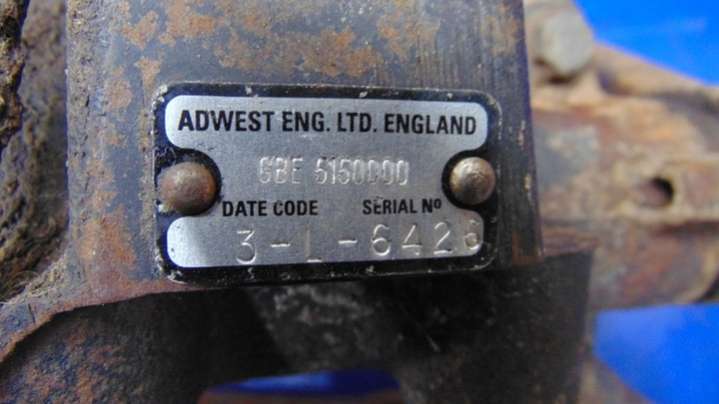 ADWEST ENG. LTD. ENGLAND
GBE 5150000
DATE CODE SERIAL Nº
3-L-6426